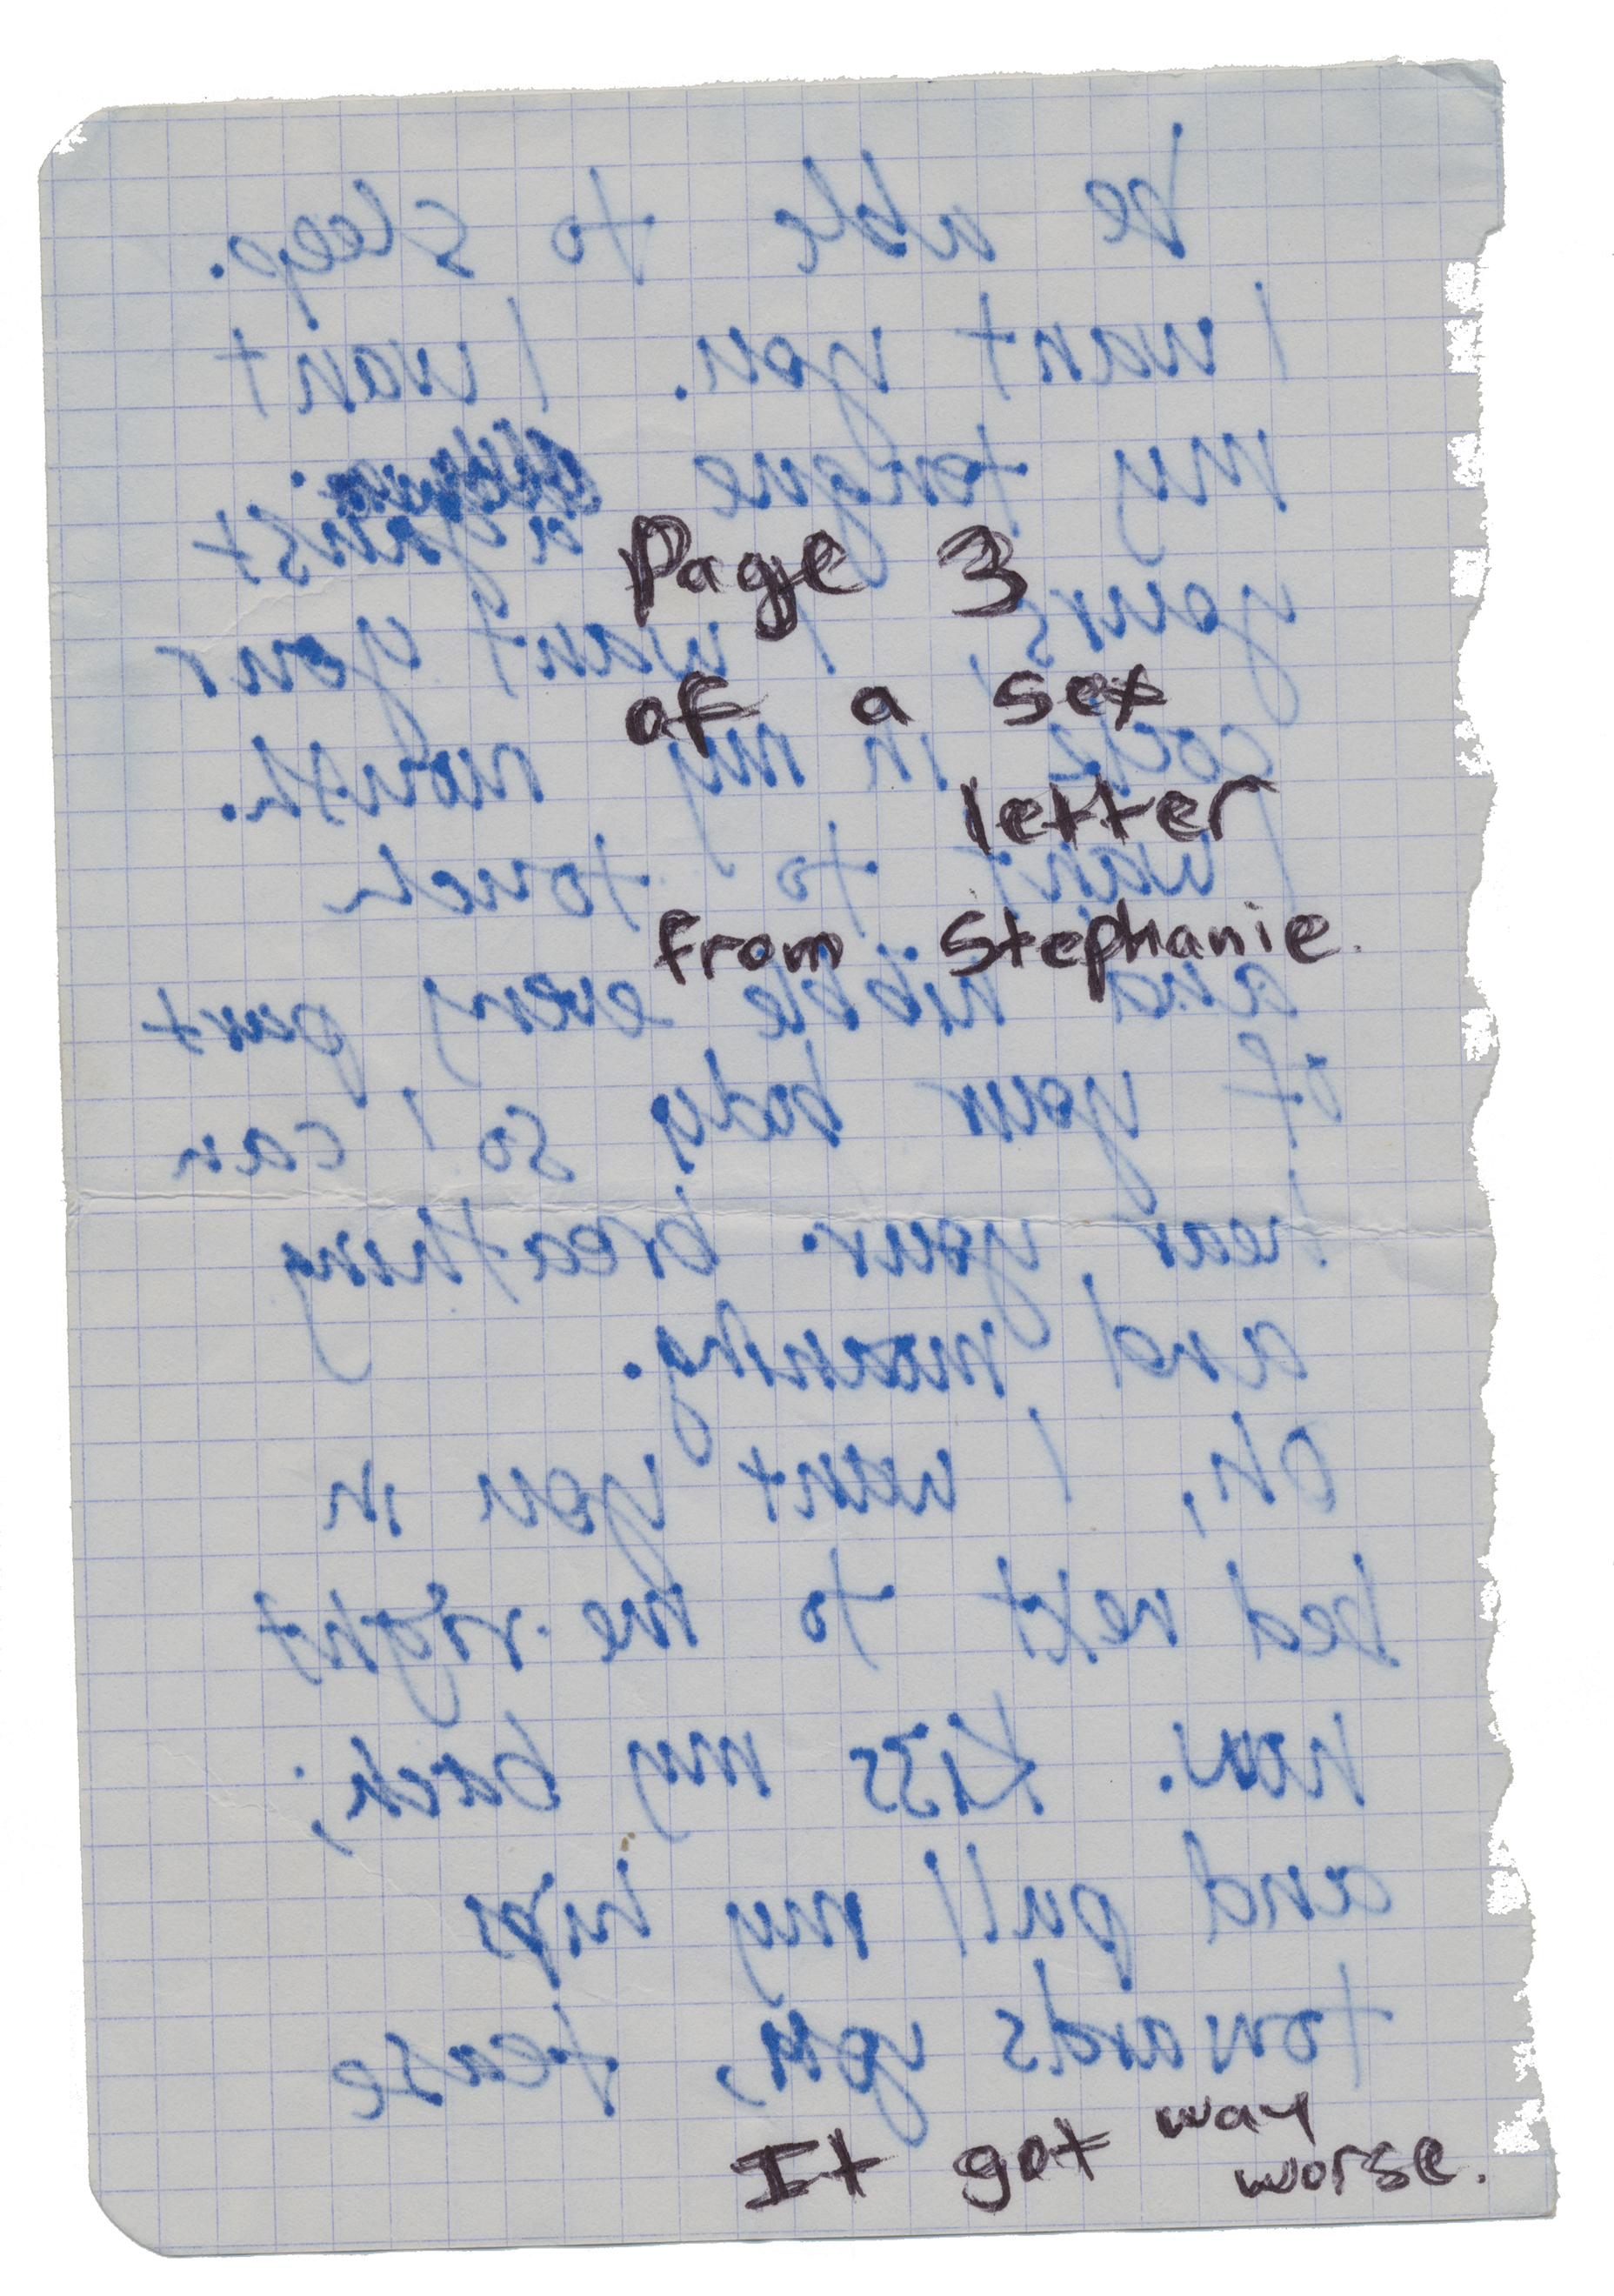 be able to sleep.
I want you. I want
my tongue
against
Page 3
yours, I want your
of a sex
cock in my mouth.
letter
I want to touch
from Stephanie.
and nibble every part
of your body so I can
hear your breathing
and moaning.
Oh, I want you in
bed next to me right
now. Kiss my back,
and pull my hips
towards you, tease
It got way
worse.